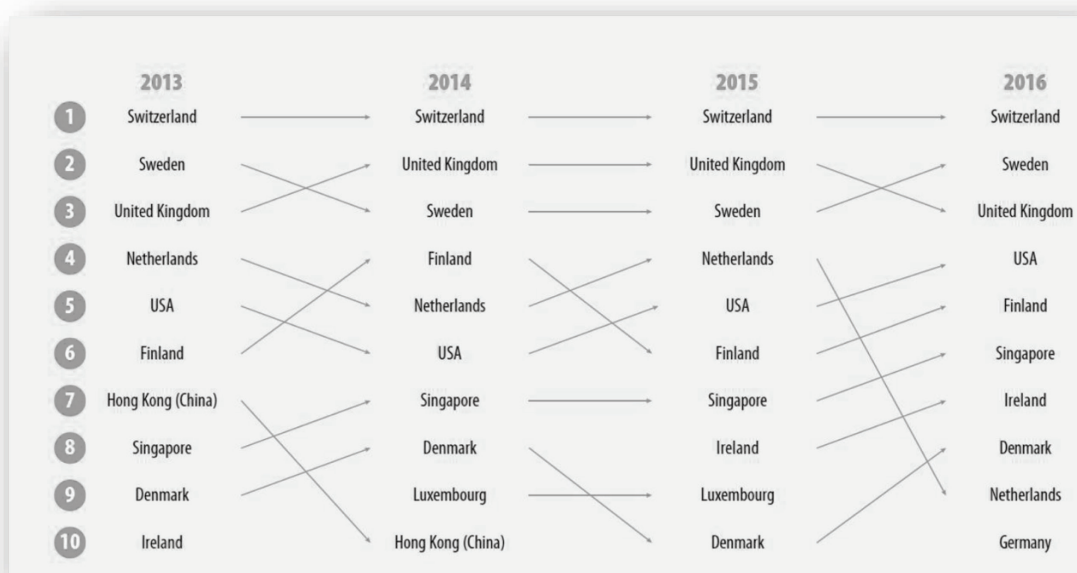 2013 2014 2015 2016
1 Switzerland Switzerland Switzerland Switzerland
2 Sweden United Kingdom United Kingdom Sweden
3 United Kingdom Sweden Sweden United Kingdom
4 Netherlands Finland Netherlands USA
5 USA Netherlands USA Finland
6 Finland USA Finland Singapore
7 Hong Kong (China) Singapore Singapore Ireland
8 Singapore Denmark Ireland Denmark
9 Denmark Luxembourg Luxembourg Netherlands
10 Ireland Hong Kong (China) Denmark Germany